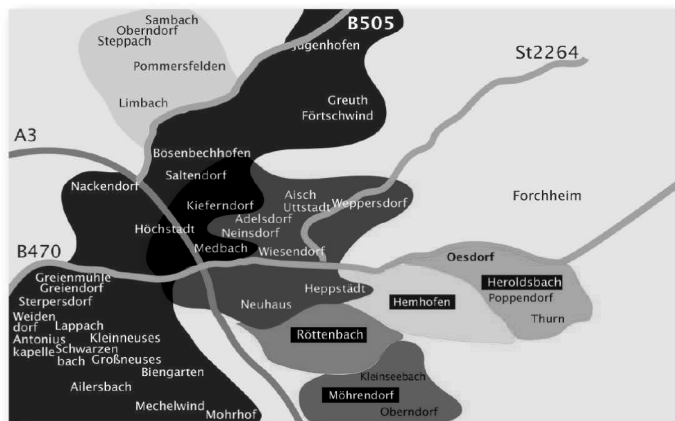 Sambach
Oberndorf
Steppach
B505
Jugenhofen
St2264
Pommersfelden
Limbach
Greuth
Förtschwind
A3
Bösenbechhofen
Saltendorf
Nackendorf
Aisch
Uttstadt
Weppersdorf
Forchheim
Kieferndorf
Adelsdorf
Neinsdorf
Höchstadt
Medbach
Wiesendorf
B470
Oesdorf
Greienmühle
Greiendorf
Heppstädt
Heroldsbach
Sterpersdorf
Neuhaus
Hemhofen
Poppendorf
Weiden
dorf
Lappach
Thurn
Antonius
kapelle
Kleinneuses
Röttenbach
Schwarzen
bach
Großneuses
Biengarten
Kleinseebach
Ailersbach
Möhrendorf
Mechelwind
Mohrhof
Oberndorf